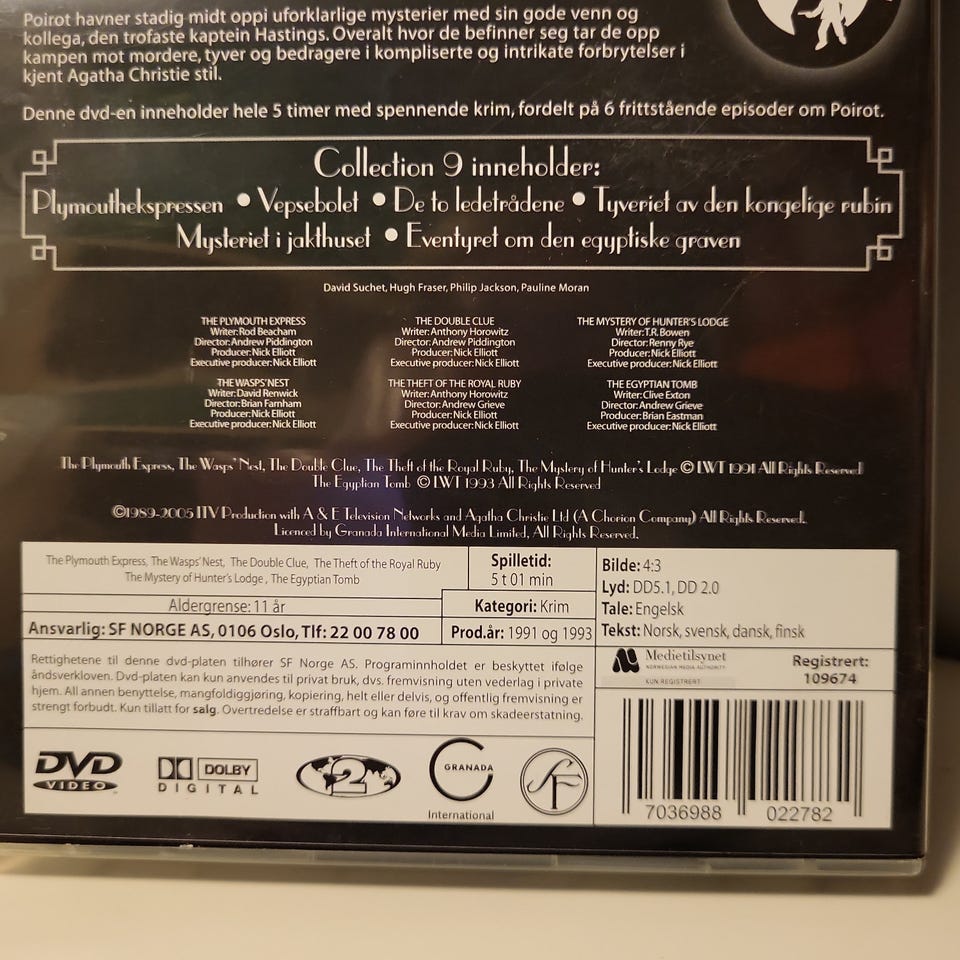 Poirot havner stadig midt oppi uforklarlige mysterier med sin gode venn og
kollega, den trofaste kaptein Hastings. Overalt hvor de befinner seg tar de opp
kampen mot mordere, tyver og bedragere i kompliserte og intrikate forbrytelser i
kjent Agatha Christie stil.
Denne dvd-en inneholder hele 5 timer med spennende krim, fordelt på 6 frittstående episoder om Poirot.
Collection 9 inneholder:
Plymouthekspressen • Vepsebolet • De to ledetrådene • Tyveriet av den kongelige rubin
Mysteriet i jakthuset • Eventyret om den egyptiske graven
David Suchet, Hugh Fraser, Philip Jackson, Pauline Moran
THE PLYMOUTH EXPRESS
Writer: Rod Beacham
Director: Andrew Piddington
Producer: Nick Elliott
Executive producer: Nick Elliott
THE DOUBLE CLUE
Writer: Anthony Horowitz
Director: Andrew Piddington
Producer: Nick Elliott
Executive producer: Nick Elliott
THE MYSTERY OF HUNTER'S LODGE
Writer: T.R. Bowen
Director: Renny Rye
Producer: Nick Elliott
Executive producer: Nick Elliott
THE WASPS' NEST
Writer: David Renwick
Director: Brian Farnham
Producer: Nick Elliott
Executive producer: Nick Elliott
THE THEFT OF THE ROYAL RUBY
Writer: Anthony Horowitz
Director: Andrew Grieve
Producer: Nick Elliott
Executive producer: Nick Elliott
THE EGYPTIAN TOMB
Writer: Clive Exton
Director: Andrew Grieve
Producer: Brian Eastman
Executive producer: Nick Elliott
The Plymouth Express, The Wasps' Nest, The Double Clue, The Theft of the Royal Ruby, The Mystery of Hunter's Lodge © LWT 1991 All Rights Reserved
The Egyptian Tomb © LWT 1993 All Rights Reserved
©1989-2005 ITV Production with A & E Television Networks and Agatha Christie Ltd (A Chorion Company) All Rights Reserved.
Licenced by Granada International Media Limited, All Rights Reserved.
The Plymouth Express, The Wasps' Nest, The Double Clue, The Theft of the Royal Ruby
The Mystery of Hunter's Lodge, The Egyptian Tomb
Spilletid:
5 t 01 min
Aldergrense: 11 år
Kategori: Krim
Ansvarlig: SF NORGE AS, 0106 Oslo, Tlf: 22 00 78 00
Prod.år: 1991 og 1993
Bilde: 4:3
Lyd: DD5.1, DD 2.0
Tale: Engelsk
Tekst: Norsk, svensk, dansk, finsk
Rettighetene til denne dvd-platen tilhører SF Norge AS. Programinnholdet er beskyttet ifølge
åndsverkloven. Dvd-platen kan kun anvendes til privat bruk, dvs. fremvisning uten vederlag i private
hjem. All annen benyttelse, mangfoldiggjøring, kopiering, helt eller delvis, og offentlig fremvisning er
strengt forbudt. Kun tillatt for salg. Overtredelse er straffbart og kan føre til krav om skadeerstatning.
Medietilsynet
NORWEGIAN MEDIA AUTHORITY
KUN REGISTRERT
Registrert:
109674
DVD
VIDEO
DOLBY
DIGITAL
2
GRANADA
International
SF
7036988 022782